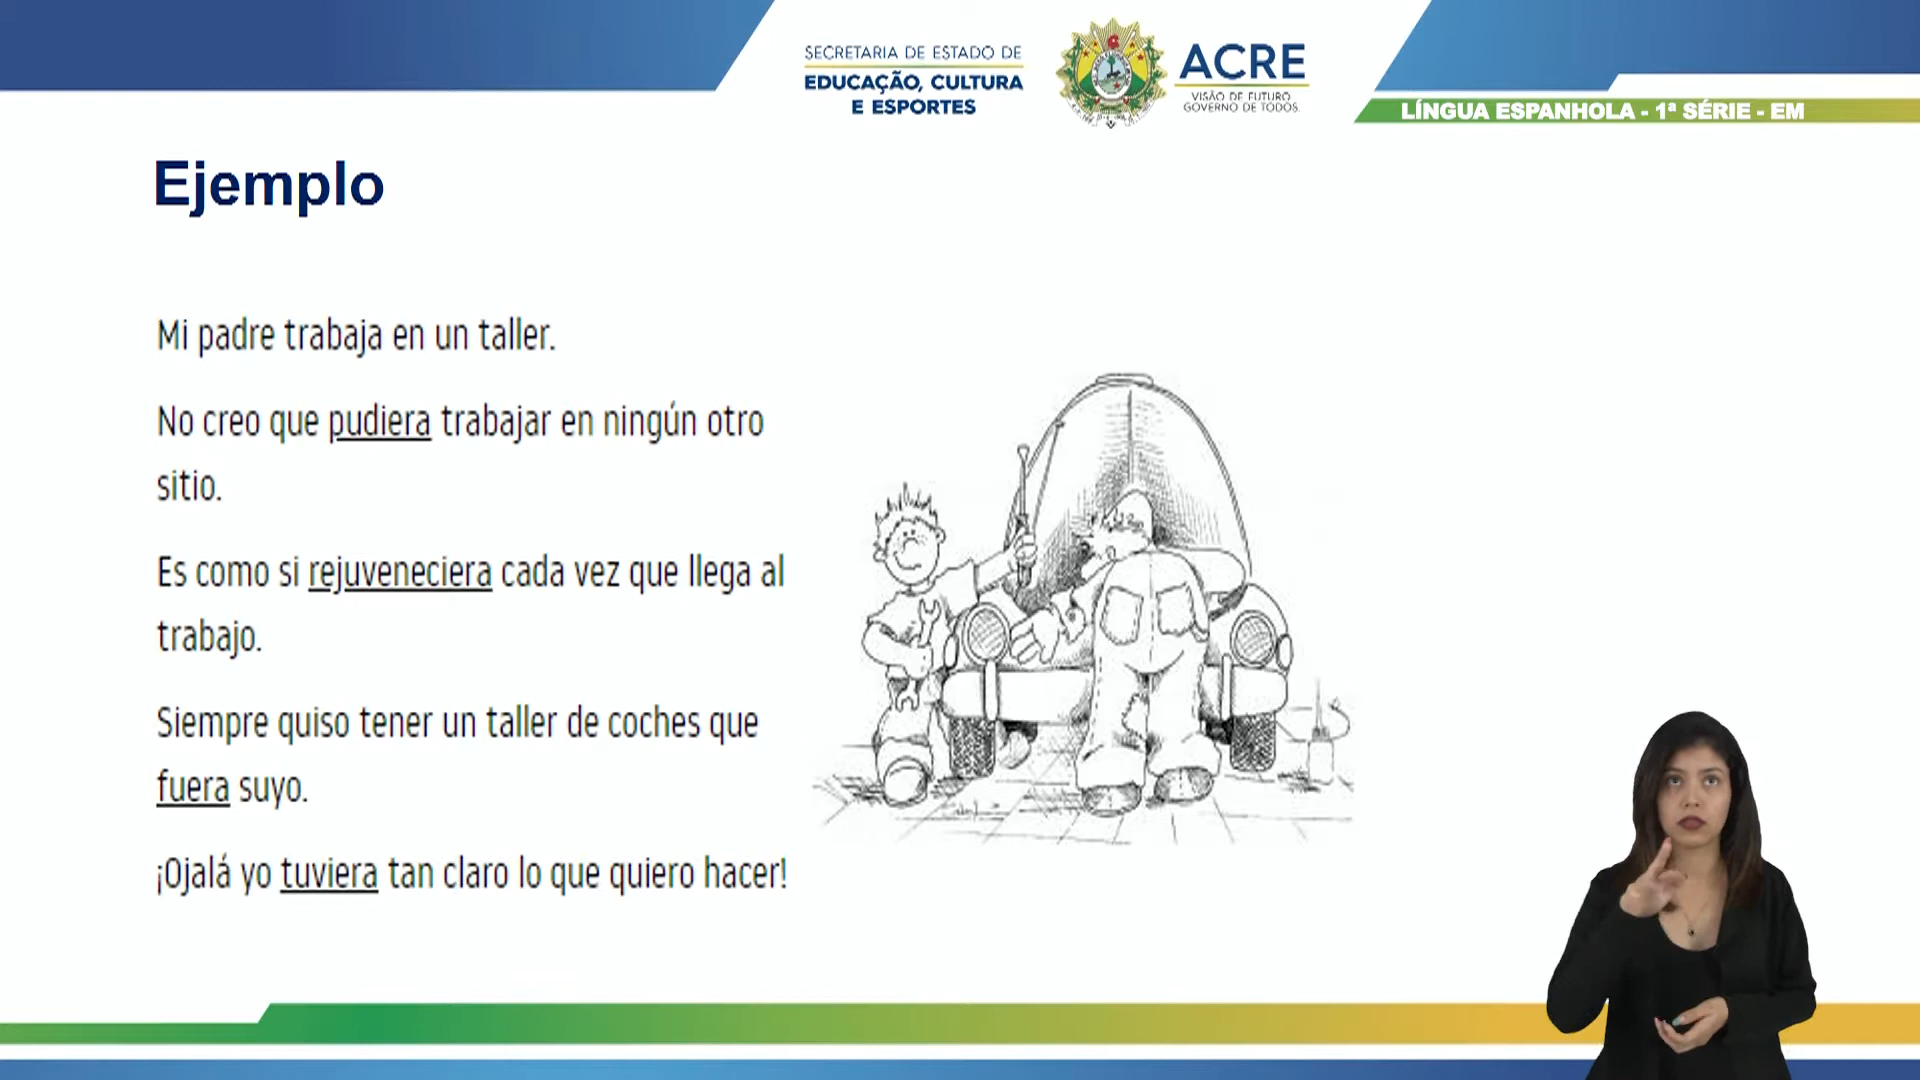 SECRETARIA DE ESTADO DE
EDUCAÇÃO, CULTURA
E ESPORTES
ACRE
VISÃO DE FUTURO
GOVERNO DE TODOS.
LÍNGUA ESPANHOLA - 1ª SÉRIE - EM
Ejemplo
Mi padre trabaja en un taller.
No creo que pudiera trabajar en ningún otro
sitio.
Es como si rejuveneciera cada vez que llega al
trabajo.
Siempre quiso tener un taller de coches que
fuera suyo.
¡Ojalá yo tuviera tan claro lo que quiero hacer!